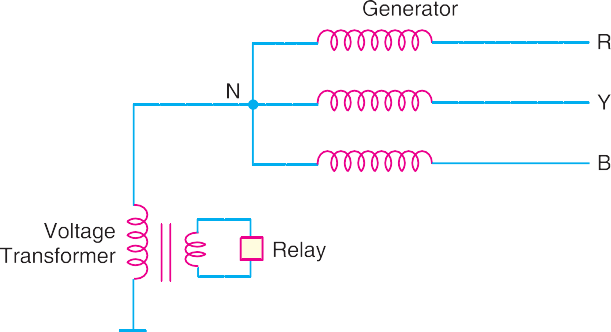 Generator
R
N
Y
B
Voltage
Transformer
Relay